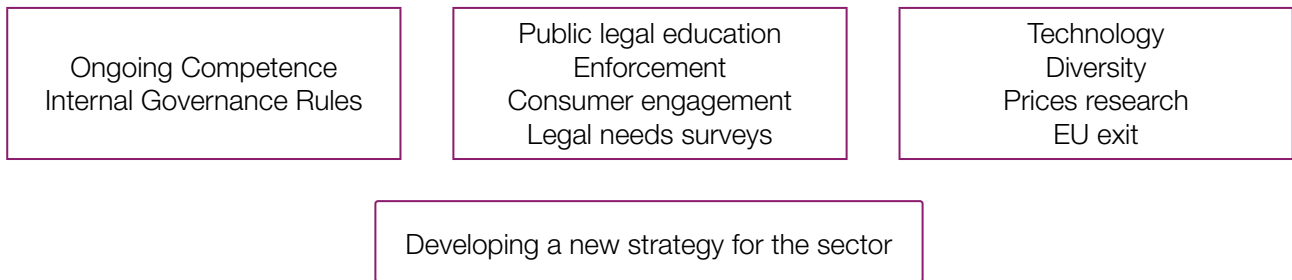 Ongoing Competence
Internal Governance Rules
Public legal education
Enforcement
Consumer engagement
Legal needs surveys
Technology
Diversity
Prices research
EU exit
Developing a new strategy for the sector